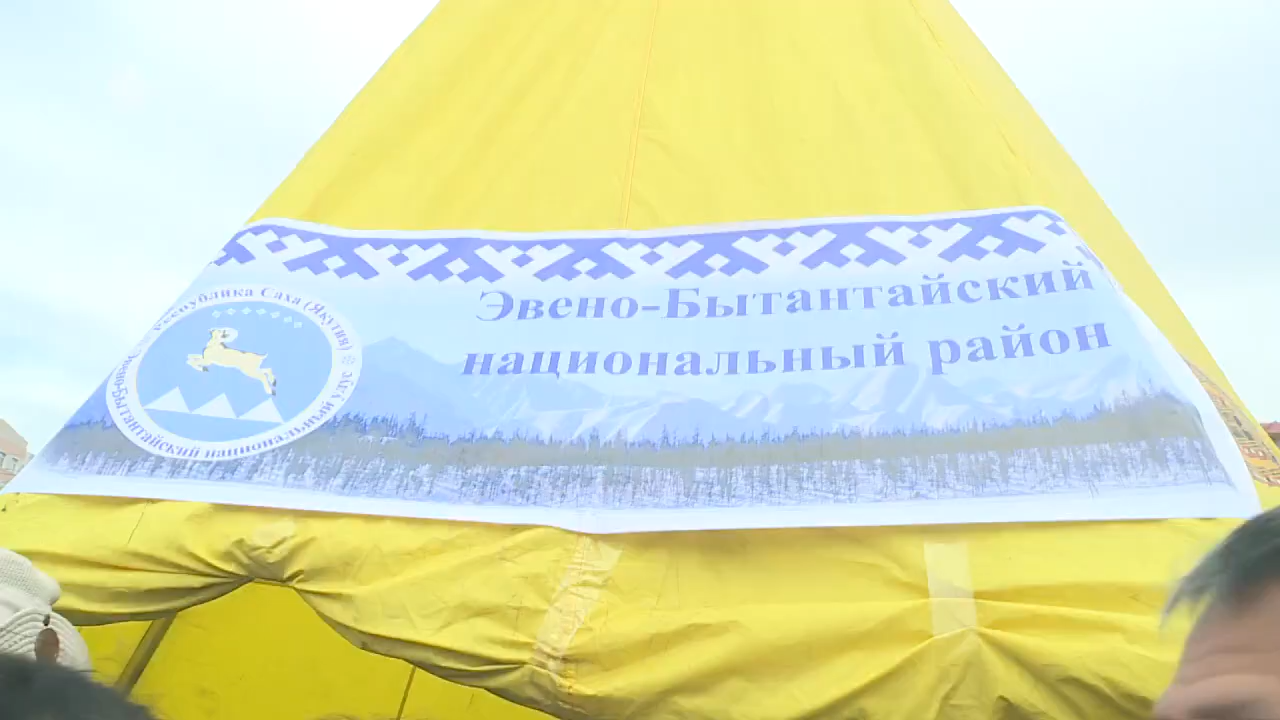 Эвено-Бытантайский
национальный район
Республика Саха (Якутия)
Эвено-Бытантайский национальный улус